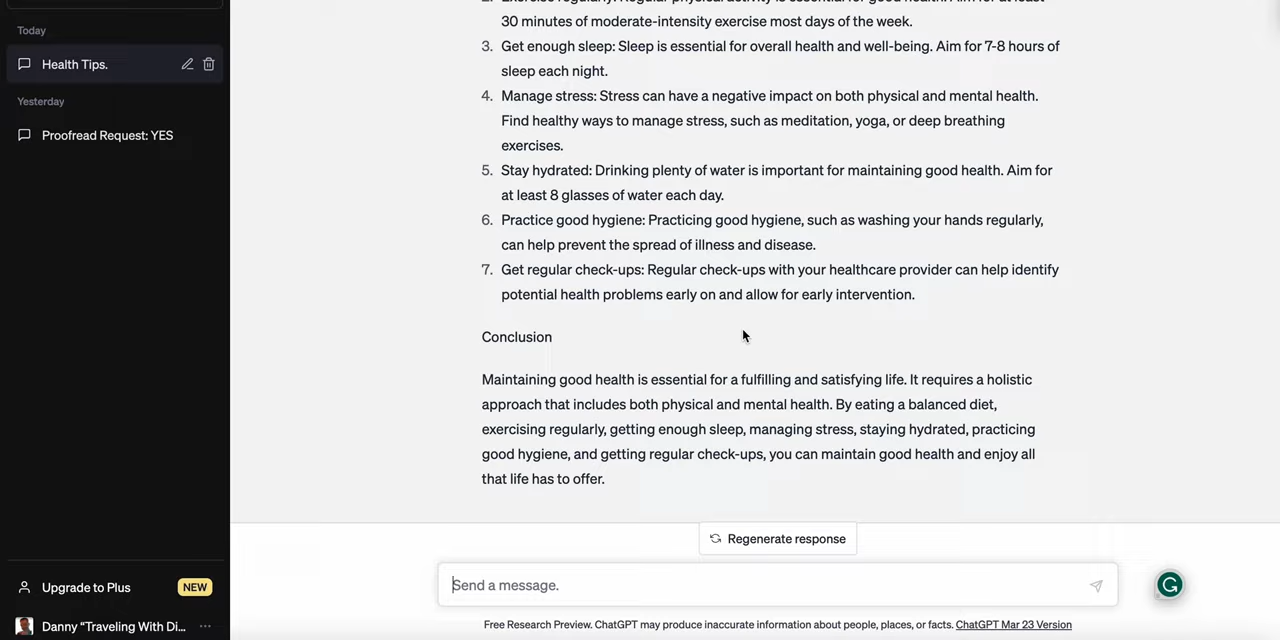 Today
Health Tips.
Yesterday
Proofread Request: YES
30 minutes of moderate-intensity exercise most days of the week.
3. Get enough sleep: Sleep is essential for overall health and well-being. Aim for 7-8 hours of
sleep each night.
4. Manage stress: Stress can have a negative impact on both physical and mental health.
Find healthy ways to manage stress, such as meditation, yoga, or deep breathing
exercises.
5. Stay hydrated: Drinking plenty of water is important for maintaining good health. Aim for
at least 8 glasses of water each day.
6. Practice good hygiene: Practicing good hygiene, such as washing your hands regularly,
can help prevent the spread of illness and disease.
7. Get regular check-ups: Regular check-ups with your healthcare provider can help identify
potential health problems early on and allow for early intervention.
Conclusion
Maintaining good health is essential for a fulfilling and satisfying life. It requires a holistic
approach that includes both physical and mental health. By eating a balanced diet,
exercising regularly, getting enough sleep, managing stress, staying hydrated, practicing
good hygiene, and getting regular check-ups, you can maintain good health and enjoy all
that life has to offer.
Regenerate response
Send a message.
Free Research Preview. ChatGPT may produce inaccurate information about people, places, or facts. ChatGPT Mar 23 Version
Upgrade to Plus NEW
Danny “Traveling With Di...